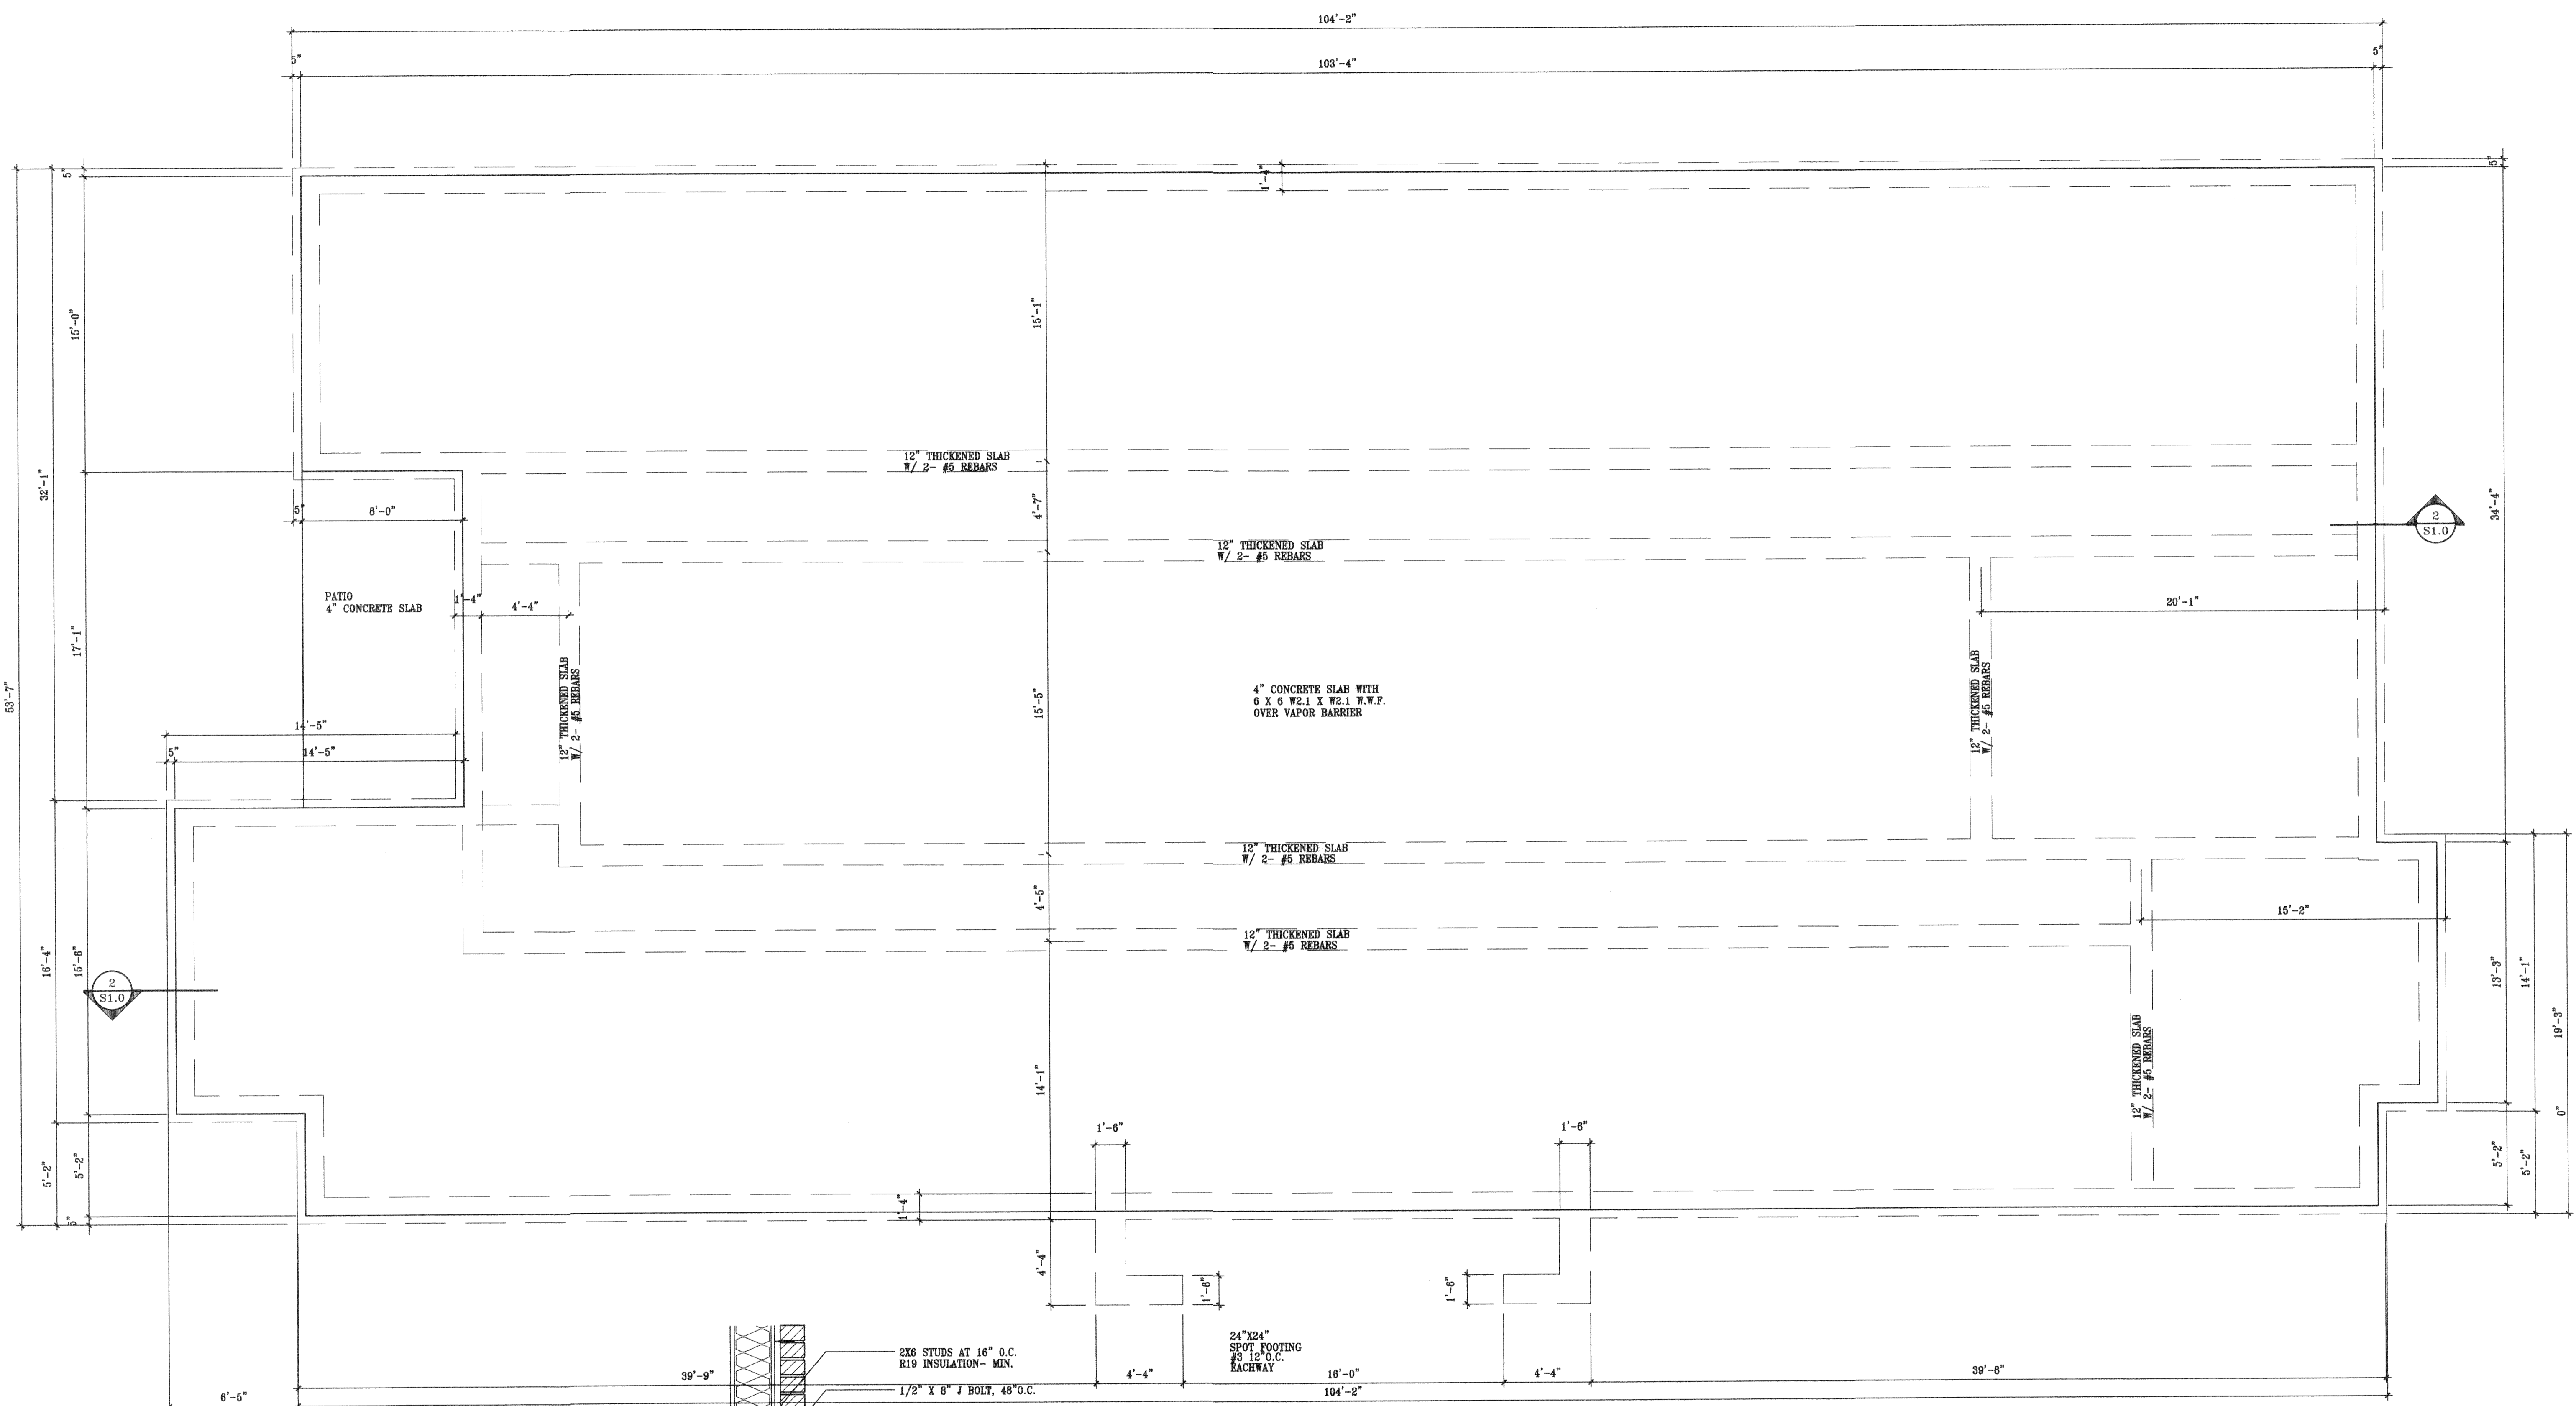 104'-2"
5"
103'-4"
5"
5"
1'-4"
5"
15'-0"
15'-1"
12" THICKENED SLAB
W/ 2- #5 REBARS
32'-1"
5"
8'-0"
4'-7"
34'-4"
2
S1.0
12" THICKENED SLAB
W/ 2- #5 REBARS
PATIO
4" CONCRETE SLAB
1'-4"
4'-4"
20'-1"
17'-1"
53'-7"
12" THICKENED SLAB
W/ 2- #5 REBARS
15'-5"
4" CONCRETE SLAB WITH
6 X 6 W2.1 X W2.1 W.W.F.
OVER VAPOR BARRIER
12" THICKENED SLAB
W/ 2- #5 REBARS
14'-5"
5"
14'-5"
12" THICKENED SLAB
W/ 2- #5 REBARS
4'-5"
15'-2"
12" THICKENED SLAB
W/ 2- #5 REBARS
16'-4"
15'-6"
2
S1.0
13'-3"
14'-1"
19'-3"
14'-1"
12" THICKENED SLAB
W/ 2- #5 REBARS
0"
1'-6"
1'-6"
5'-2"
5'-2"
5'-2"
5'-2"
5"
1'-4"
4'-4"
1'-6"
1'-6"
24"X24"
SPOT FOOTING
#3 12"O.C.
EACHWAY
2X6 STUDS AT 16" O.C.
R19 INSULATION- MIN.
39'-9"
4'-4"
16'-0"
4'-4"
39'-8"
1/2" X 8" J BOLT, 48"O.C.
6'-5"
104'-2"